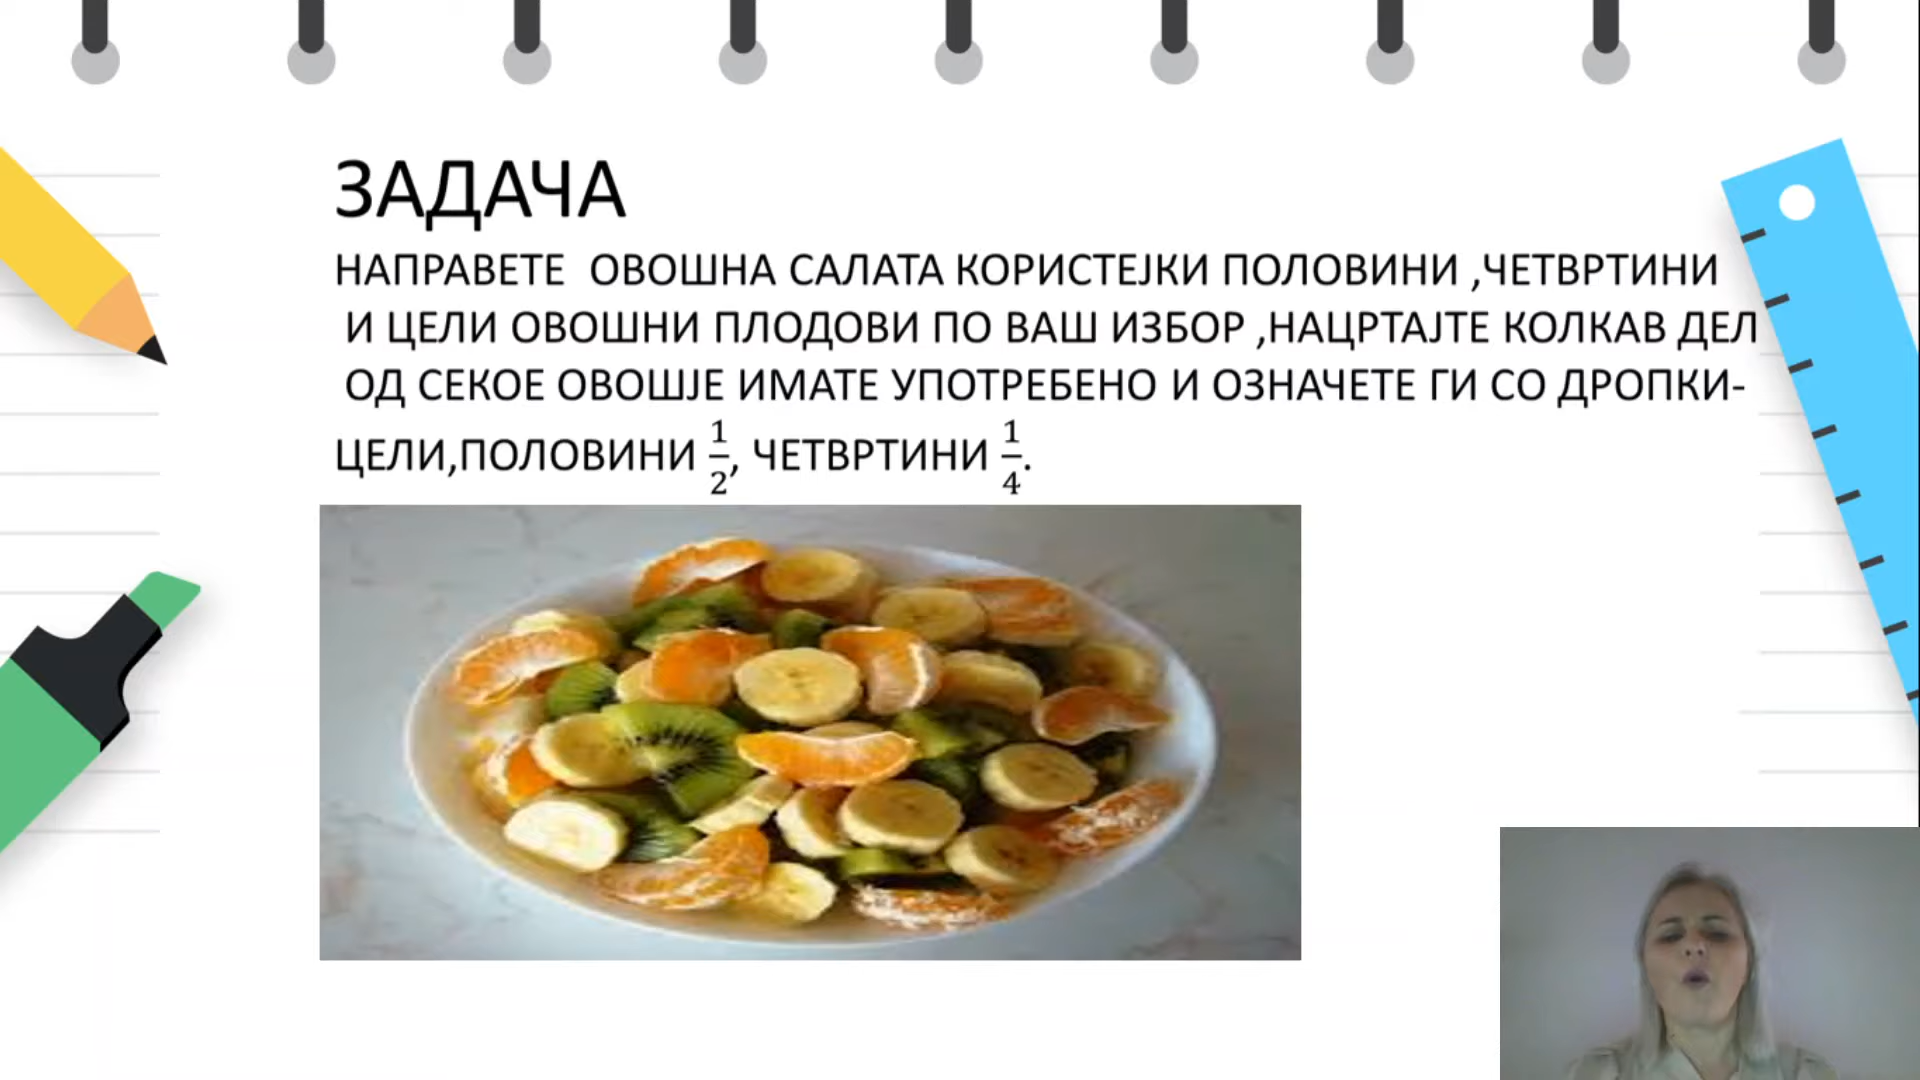 ЗАДАЧА
НАПРАВЕТЕ ОВОШНА САЛАТА КОРИСТЕЈКИ ПОЛОВИНИ ,ЧЕТВРТИНИ
И ЦЕЛИ ОВОШНИ ПЛОДОВИ ПО ВАШ ИЗБОР ,НАЦРТАЈТЕ КОЛКАВ ДЕЛ
ОД СЕКОЕ ОВОШЈЕ ИМАТЕ УПОТРЕБЕНО И ОЗНАЧЕТЕ ГИ СО ДРОПКИ-
ЦЕЛИ,ПОЛОВИНИ 1/2, ЧЕТВРТИНИ 1/4.